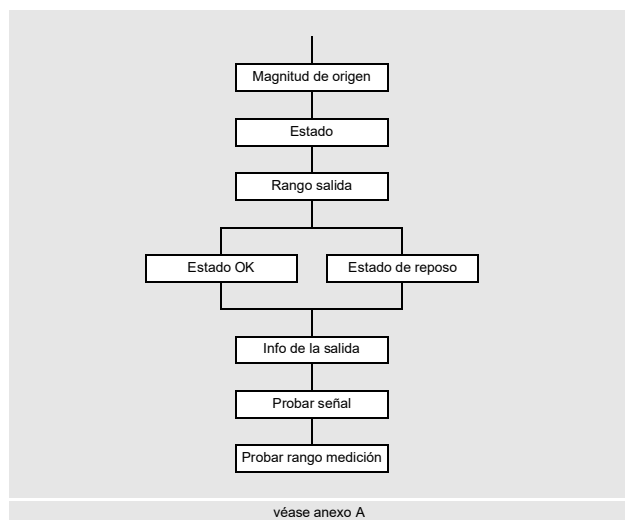 Magnitud de origen
Estado
Rango salida
Estado OK
Estado de reposo
Info de la salida
Probar señal
Probar rango medición
véase anexo A